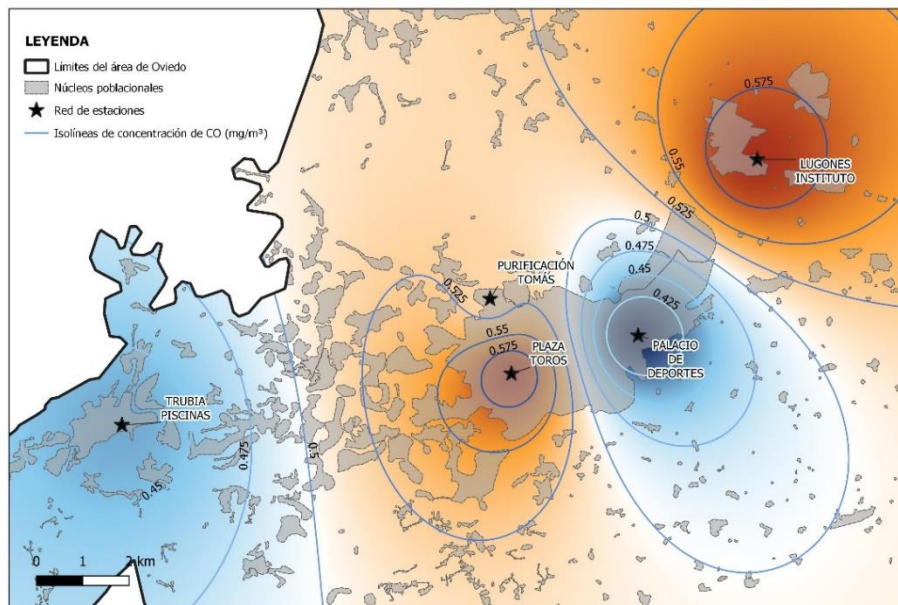 LEYENDA
Límites del área de Oviedo
Núcleos poblacionales
Red de estaciones
Isolíneas de concentración de CO (mg/m³)
0.575
0.55
LUGONES
INSTITUTO
0.525
0.5
0.475
0.45
0.425
PURIFICACIÓN
TOMÁS
0.525
0.55
0.575
PLAZA
TOROS
PALACIO
DE
DEPORTES
TRUBIA
PISCINAS
0.475
0.5
0.45
0 1 2 km